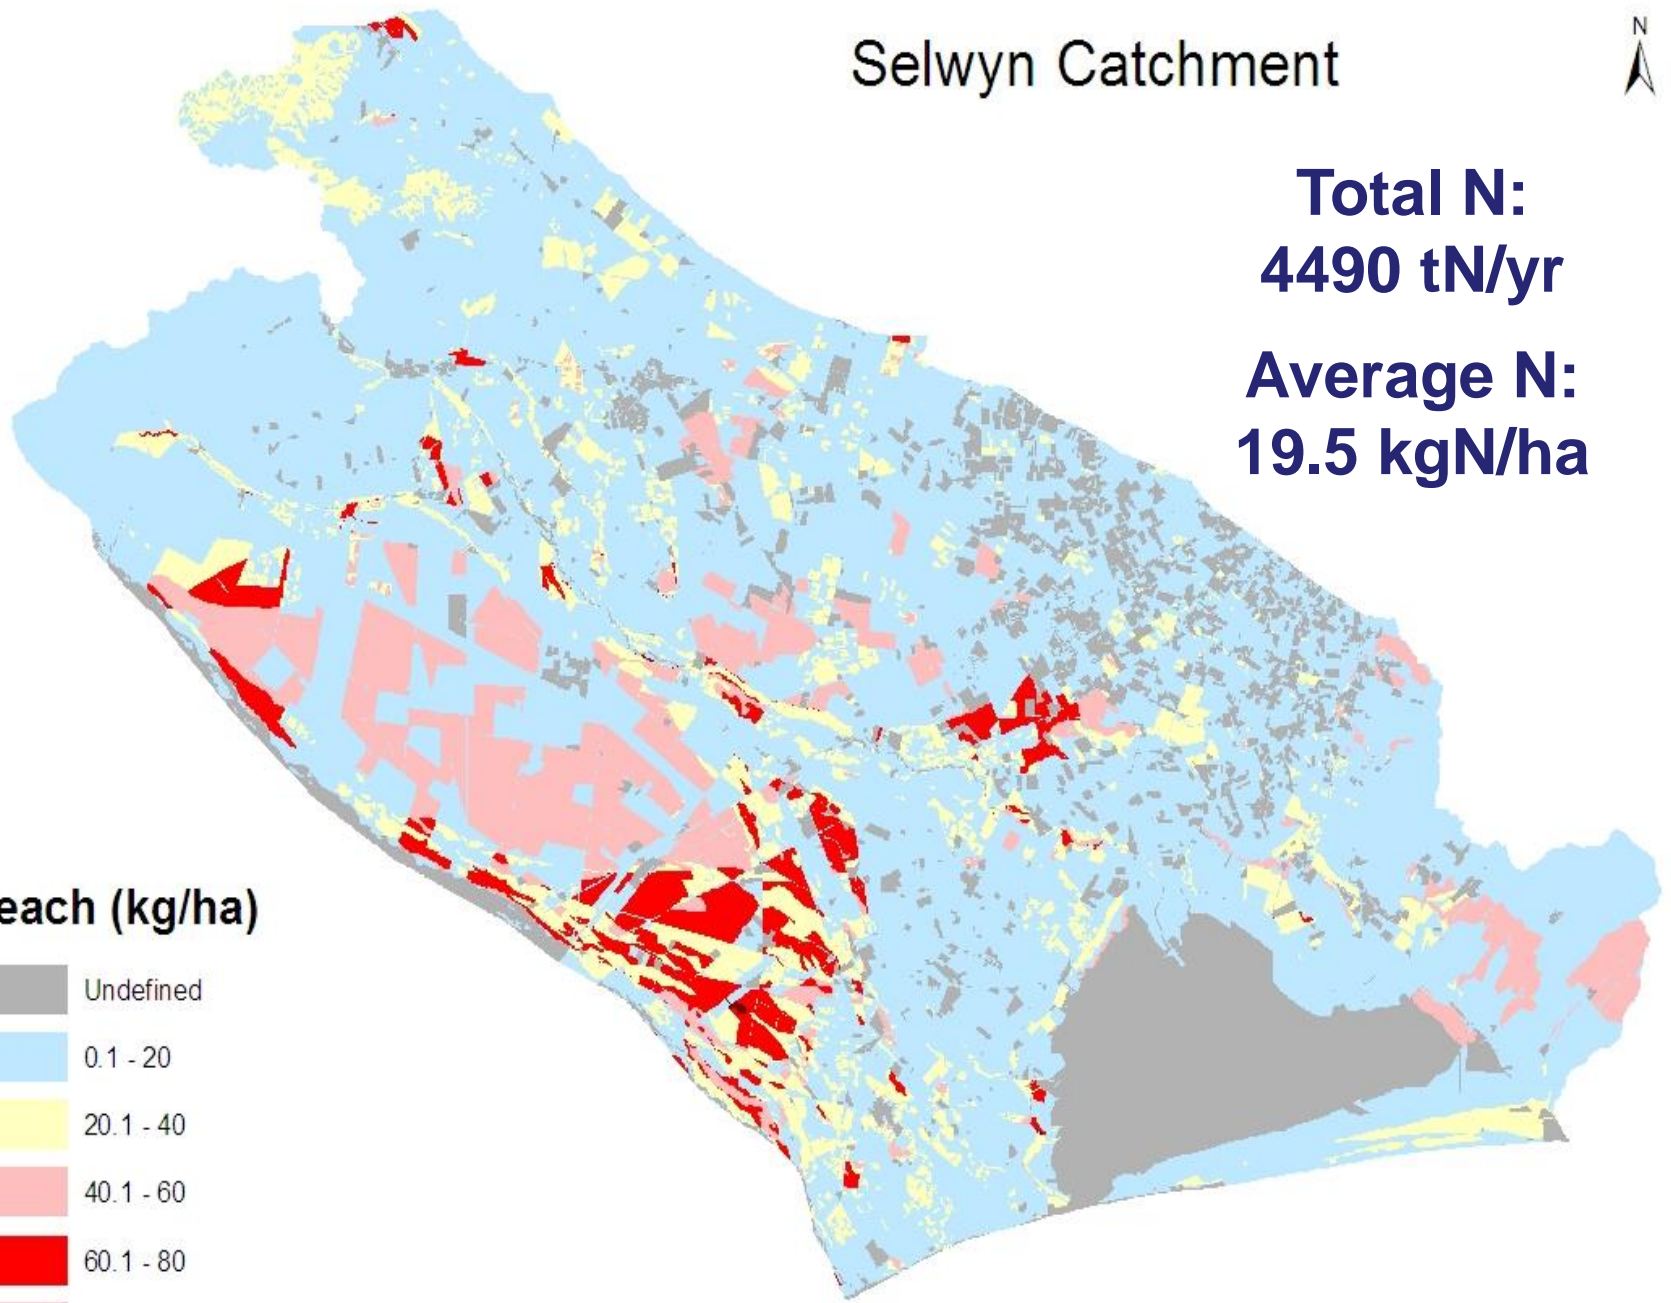 Selwyn Catchment
N
Total N:
4490 tN/yr
Average N:
19.5 kgN/ha
each (kg/ha)
Undefined
0.1 - 20
20.1 - 40
40.1 - 60
60.1 - 80